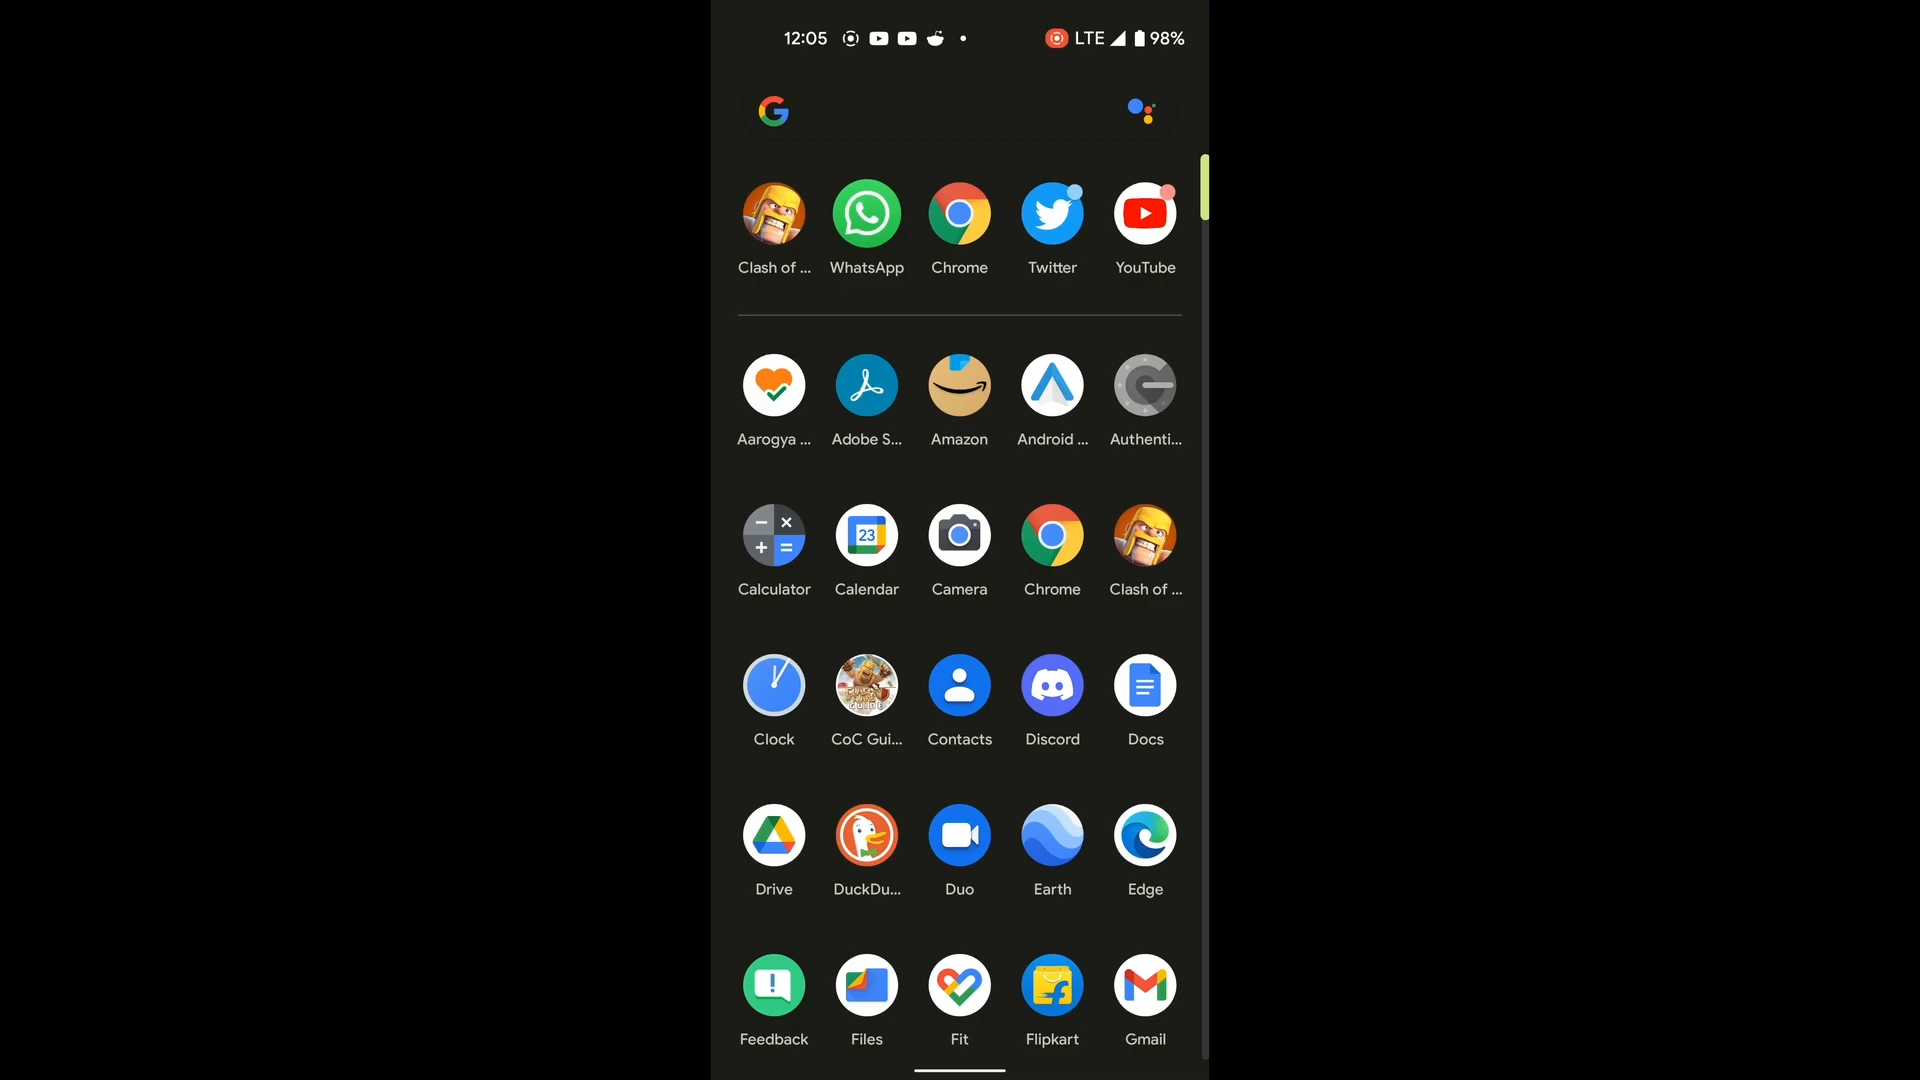 12:05 LTE 98%
Clash of ... WhatsApp Chrome Twitter YouTube
Aarogya ... Adobe S... Amazon Android ... Authenti...
23
Calculator Calendar Camera Chrome Clash of ...
Clock CoC Gui... Contacts Discord Docs
Drive DuckDu... Duo Earth Edge
Feedback Files Fit Flipkart Gmail